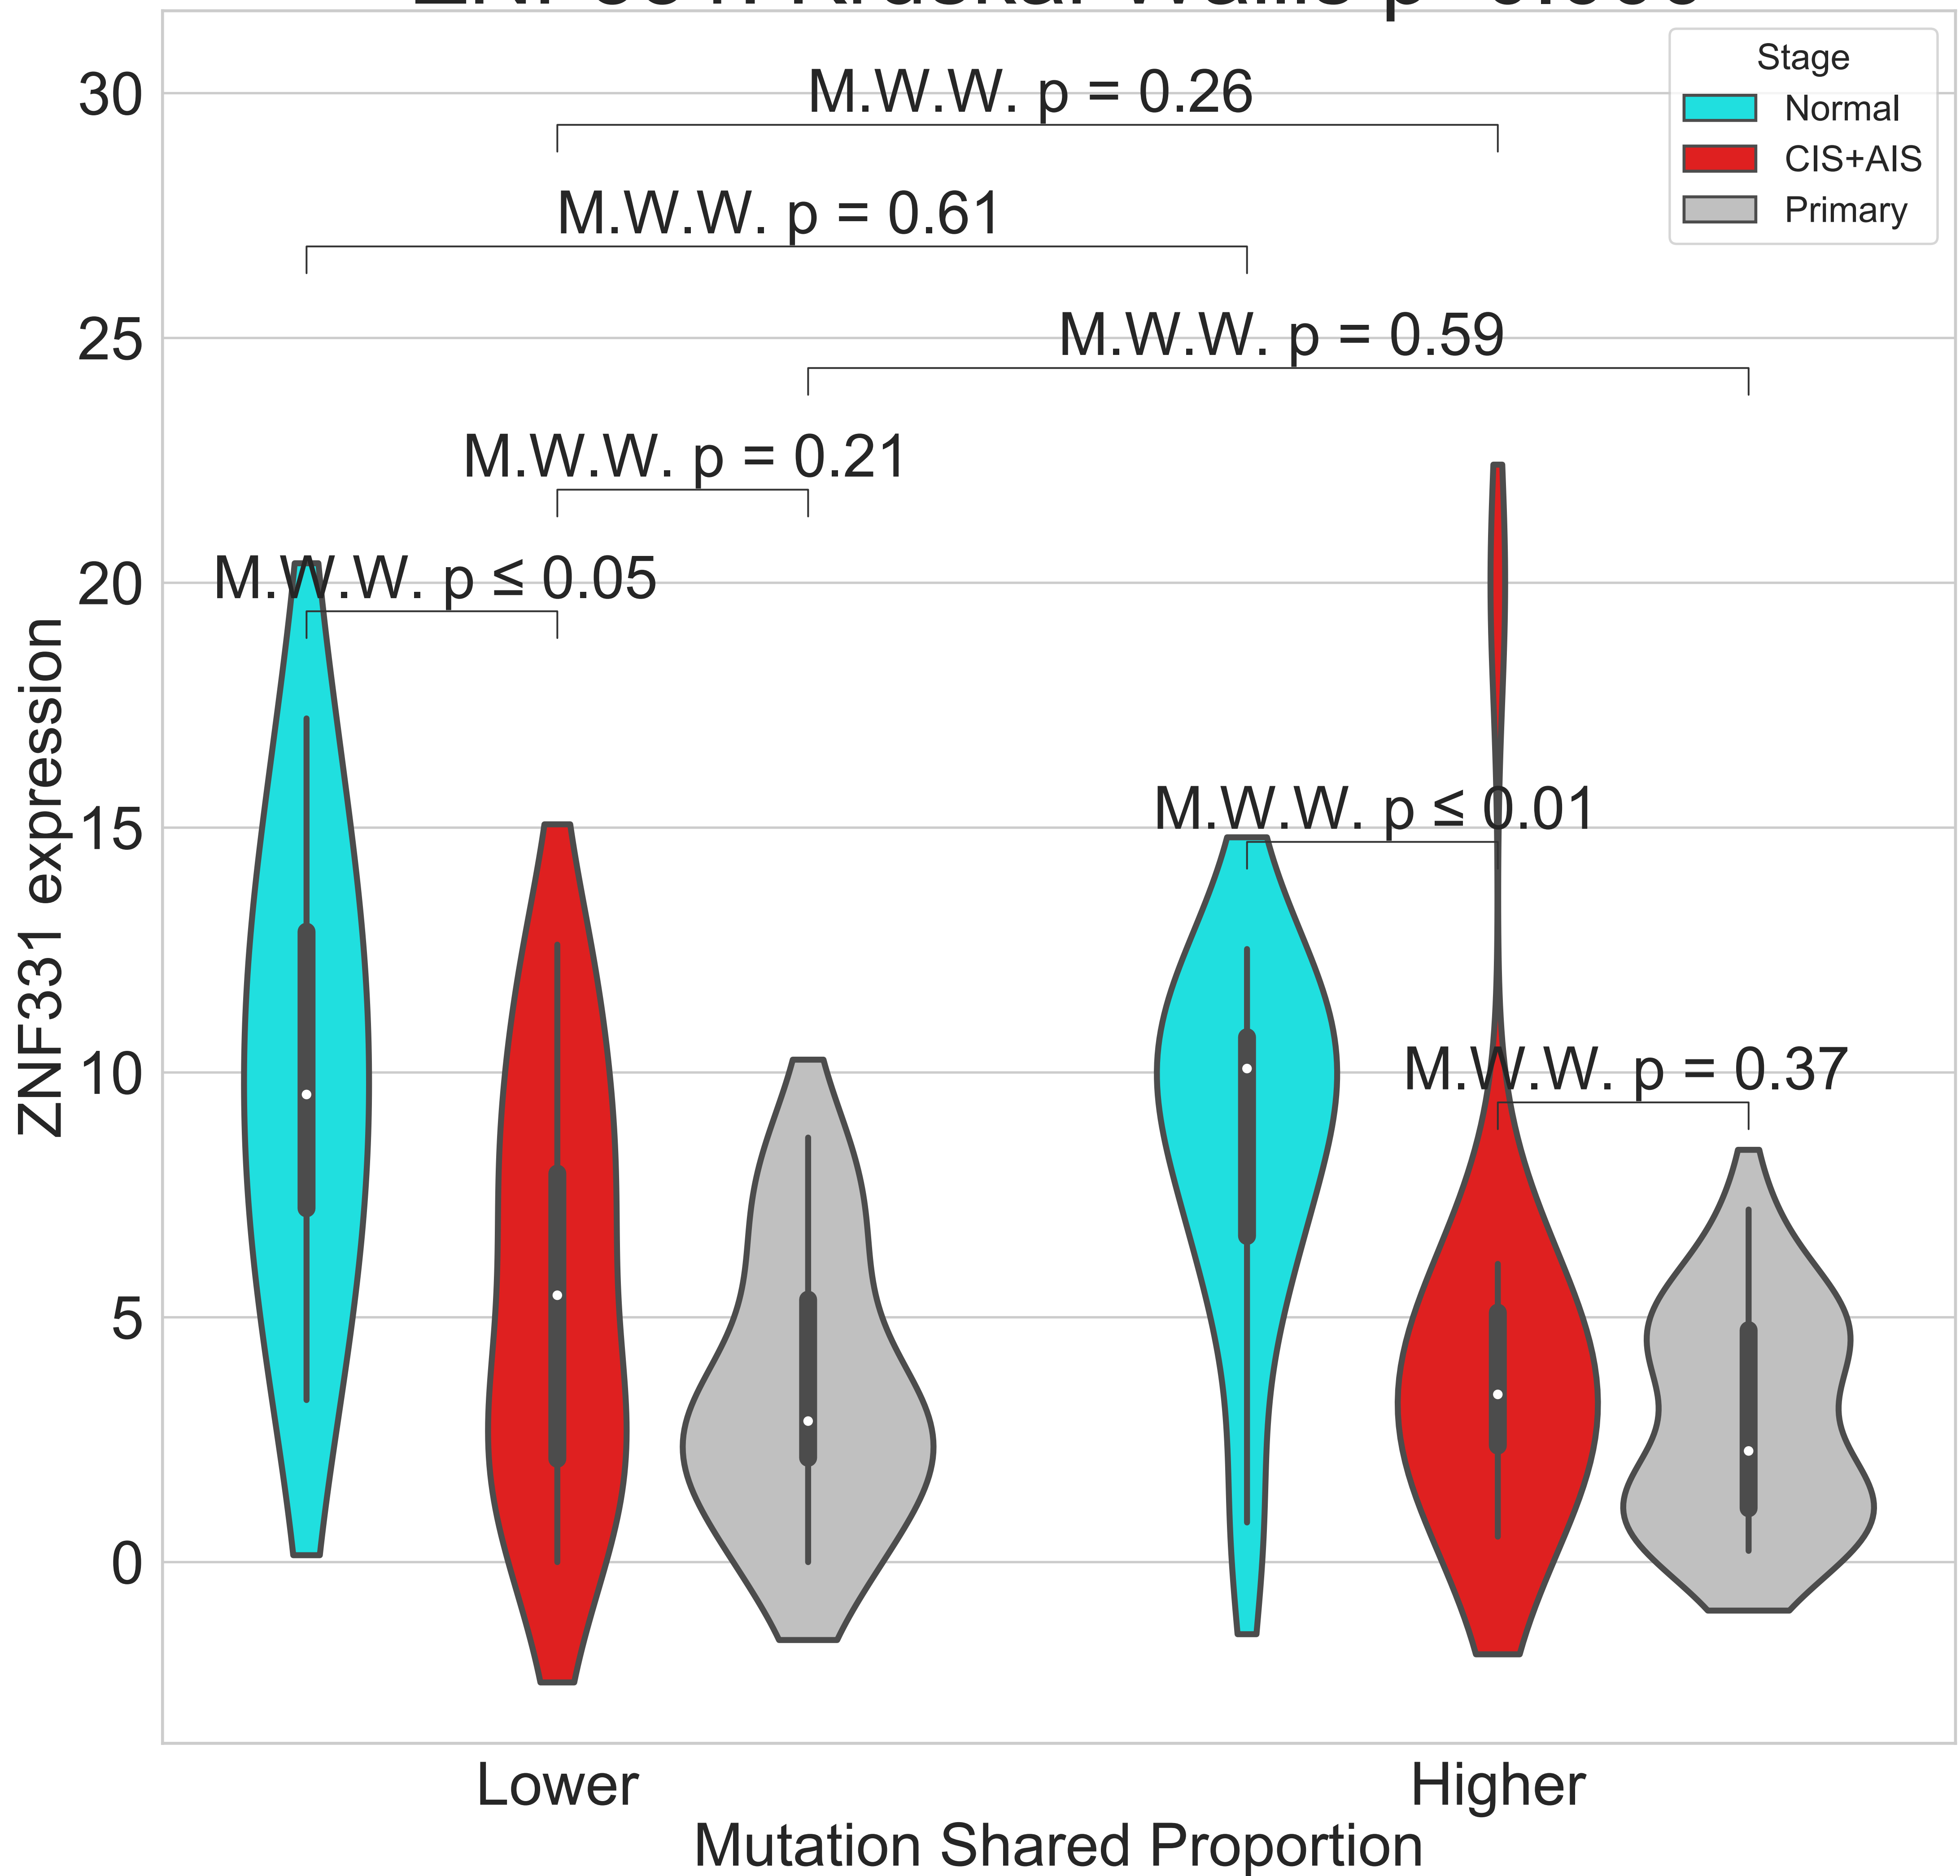 Stage
Normal
CIS+AIS
Primary
M.W.W. p = 0.26
M.W.W. p = 0.61
M.W.W. p = 0.59
M.W.W. p = 0.21
M.W.W. p ≤ 0.05
M.W.W. p ≤ 0.01
M.W.W. p = 0.37
30
25
20
15
10
5
0
ZNF331 expression
Lower
Higher
Mutation Shared Proportion